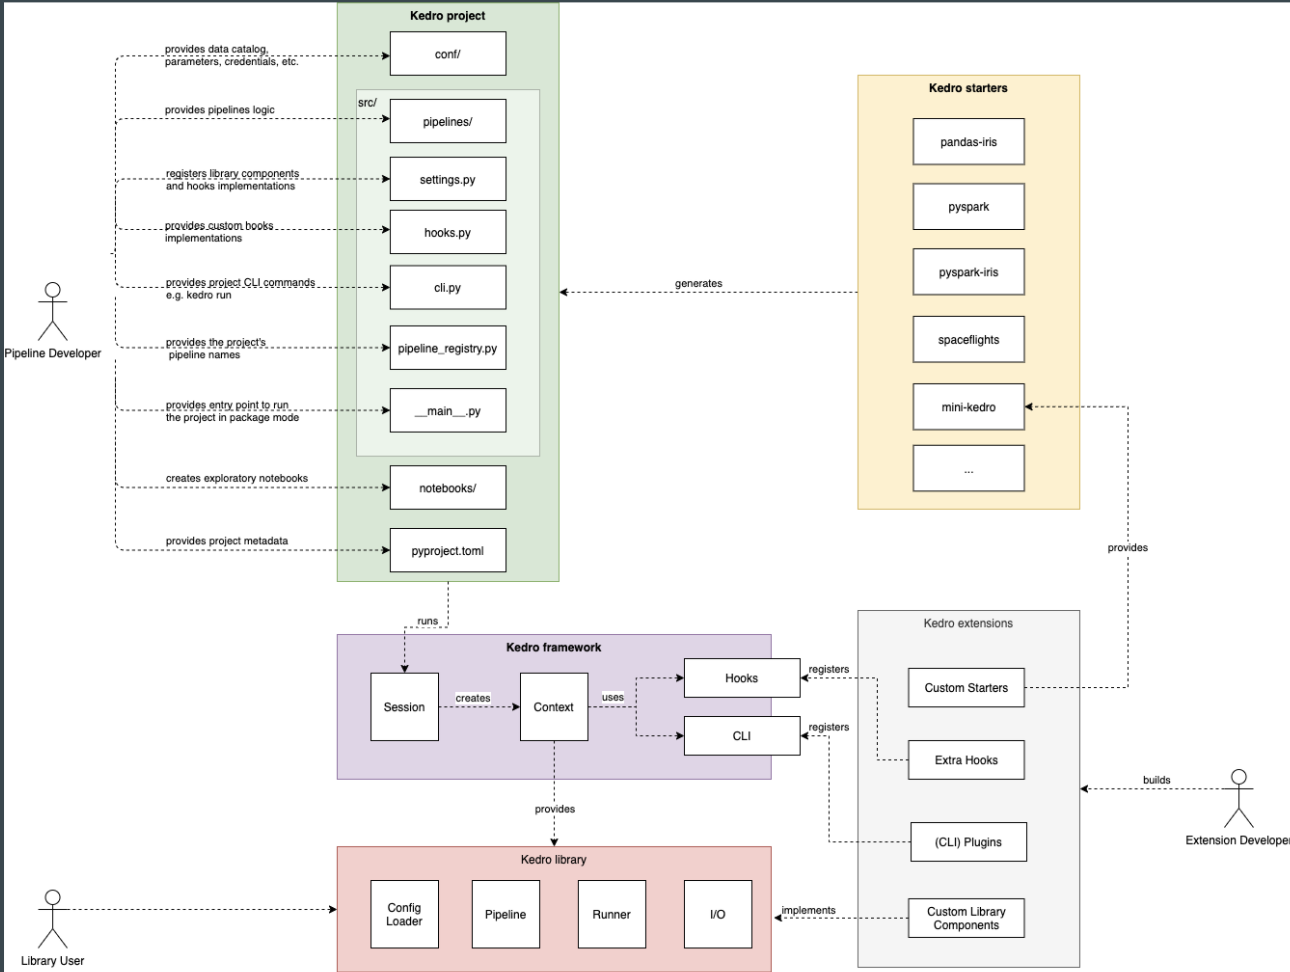 Kedro project
provides data catalog,
parameters, credentials, etc.
conf/
src/
provides pipelines logic
pipelines/
registers library components
and hooks implementations
settings.py
provides custom hooks
implementations
hooks.py
provides project CLI commands
e.g. kedro run
cli.py
Pipeline Developer
provides the project's
pipeline names
pipeline_registry.py
provides entry point to run
the project in package mode
__main__.py
creates exploratory notebooks
notebooks/
provides project metadata
pyproject.toml
generates
Kedro starters
pandas-iris
pyspark
pyspark-iris
spaceflights
mini-kedro
...
provides
runs
Kedro framework
Session
creates
Context
uses
Hooks
CLI
registers
registers
Kedro extensions
Custom Starters
Extra Hooks
(CLI) Plugins
Custom Library
Components
builds
Extension Developer
provides
implements
Kedro library
Config
Loader
Pipeline
Runner
I/O
Library User